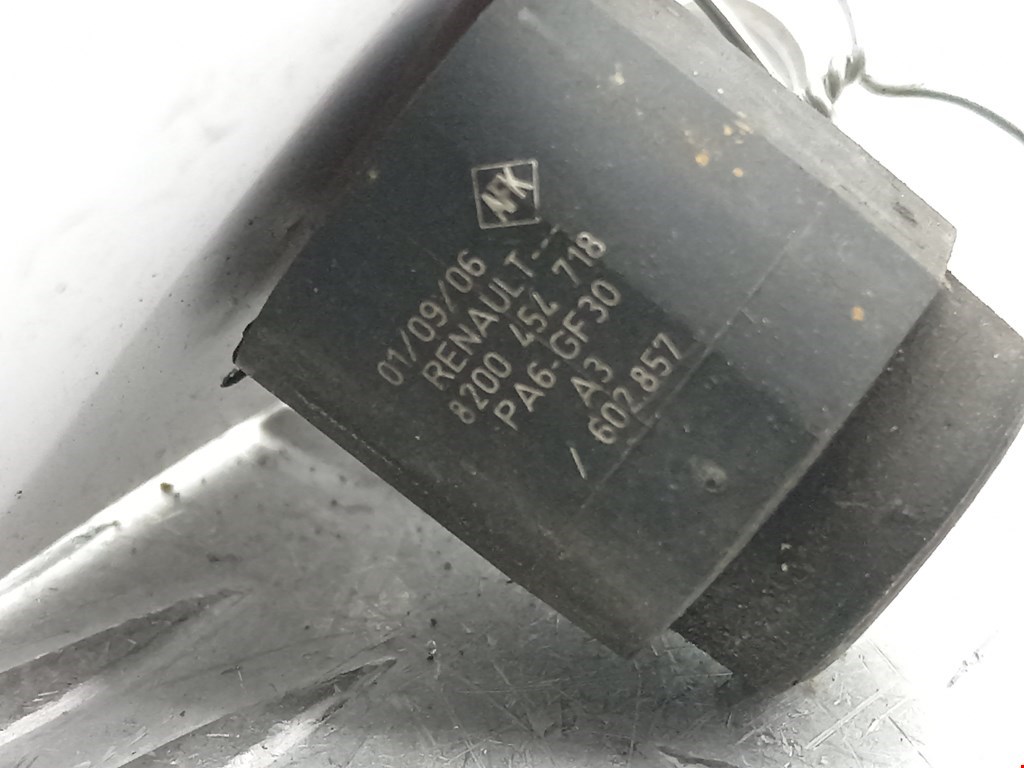 01/09/06
RENAULT---
8200 454 718
PA6-GF30
A3
/ 602.857